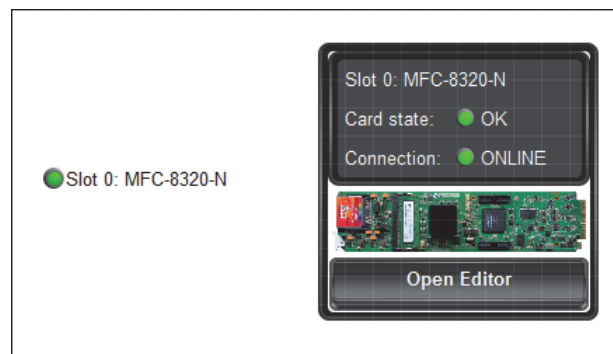 Slot 0: MFC-8320-N
Slot 0: MFC-8320-N
Card state: OK
Connection: ONLINE
Open Editor